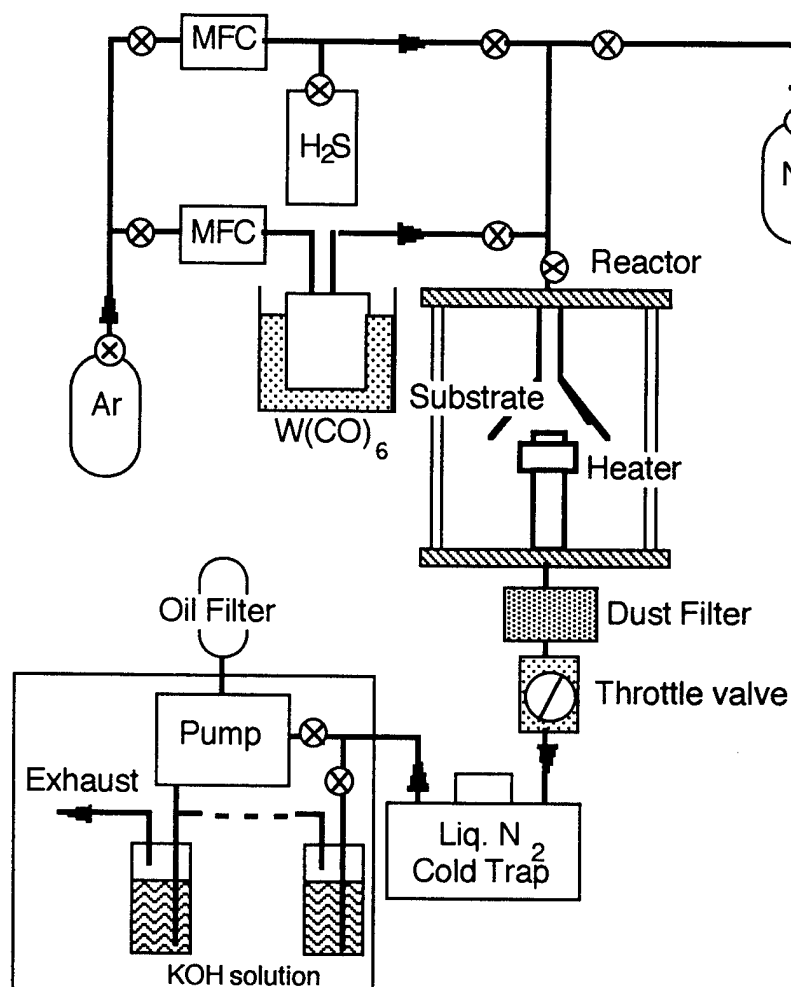 MFC
H2S
N
MFC
Reactor
Ar
Substrate
W(CO)6
Heater
Oil Filter
Dust Filter
Throttle valve
Pump
Exhaust
Liq. N2
Cold Trap
KOH solution